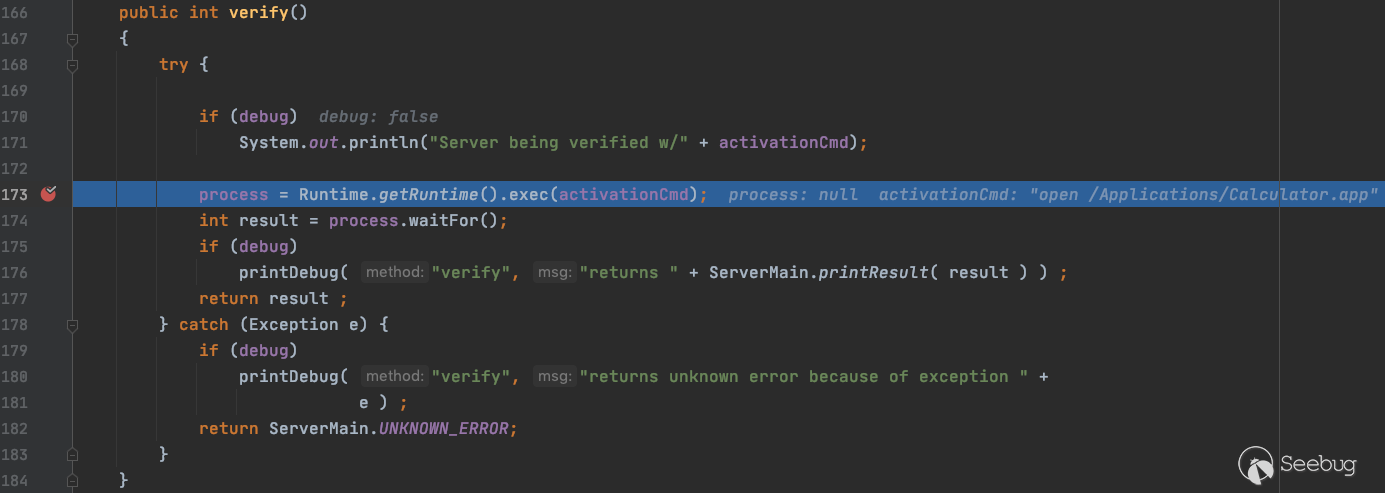 166 public int verify()
167 {
168 try {
169
170 if (debug) debug: false
171 System.out.println("Server being verified w/" + activationCmd);
172
173 process = Runtime.getRuntime().exec(activationCmd); process: null activationCmd: "open /Applications/Calculator.app"
174 int result = process.waitFor();
175 if (debug)
176 printDebug( method: "verify", msg: "returns " + ServerMain.printResult( result ) ) ;
177 return result ;
178 } catch (Exception e) {
179 if (debug)
180 printDebug( method: "verify", msg: "returns unknown error because of exception " +
181 e ) ;
182 return ServerMain.UNKNOWN_ERROR;
183 }
184 }
Seebug